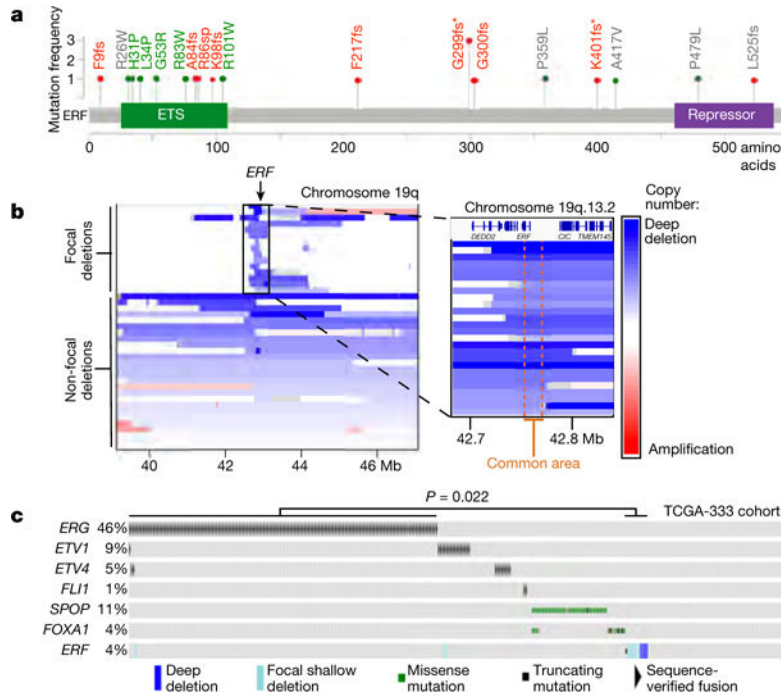 a
Mutation frequency
3
2
1
F9fs
R26W
H31P
L34P
G53R
R83W
A84fs
R86sp
K98fs
R101W
F217fs
G299fs*
G300fs
P359L
K401fs*
A417V
P479L
L525fs
ERF
ETS
Repressor
0 100 200 300 400 500 amino acids
b
ERF
Chromosome 19q
Focal deletions
Non-focal deletions
40 42 44 46 Mb
Chromosome 19q.13.2
DEDD2 ERF CIC TMEM145
42.7 42.8 Mb
Common area
Copy number:
Deep deletion
Amplification
c
P = 0.022
TCGA-333 cohort
ERG 46%
ETV1 9%
ETV4 5%
FLI1 1%
SPOP 11%
FOXA1 4%
ERF 4%
Deep deletion
Focal shallow deletion
Missense mutation
Truncating mutation
Sequence-verified fusion